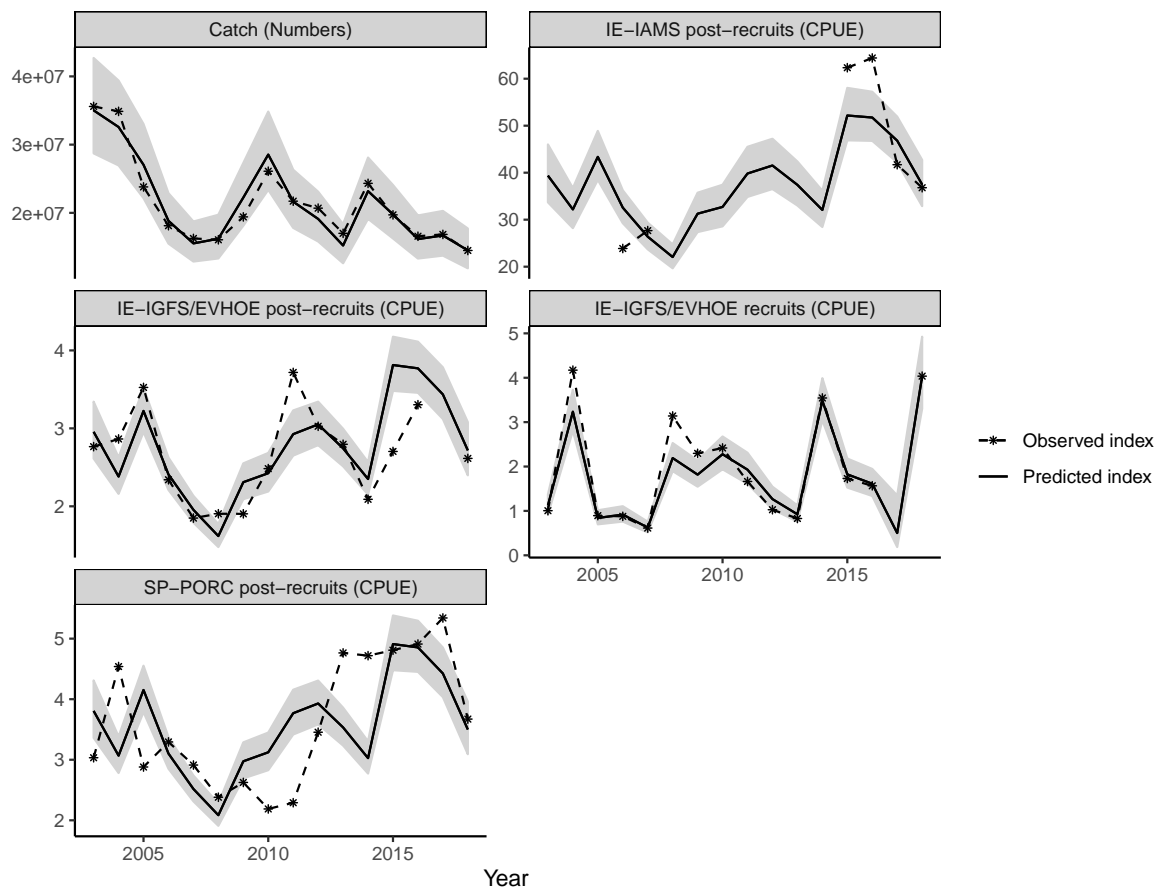 Catch (Numbers)
4e+07
3e+07
2e+07
IE−IAMS post−recruits (CPUE)
60
50
40
30
20
IE−IGFS/EVHOE post−recruits (CPUE)
4
3
2
IE−IGFS/EVHOE recruits (CPUE)
5
4
3
2
1
0
2005 2010 2015
SP−PORC post−recruits (CPUE)
5
4
3
2
2005 2010 2015
Year
Observed index
Predicted index